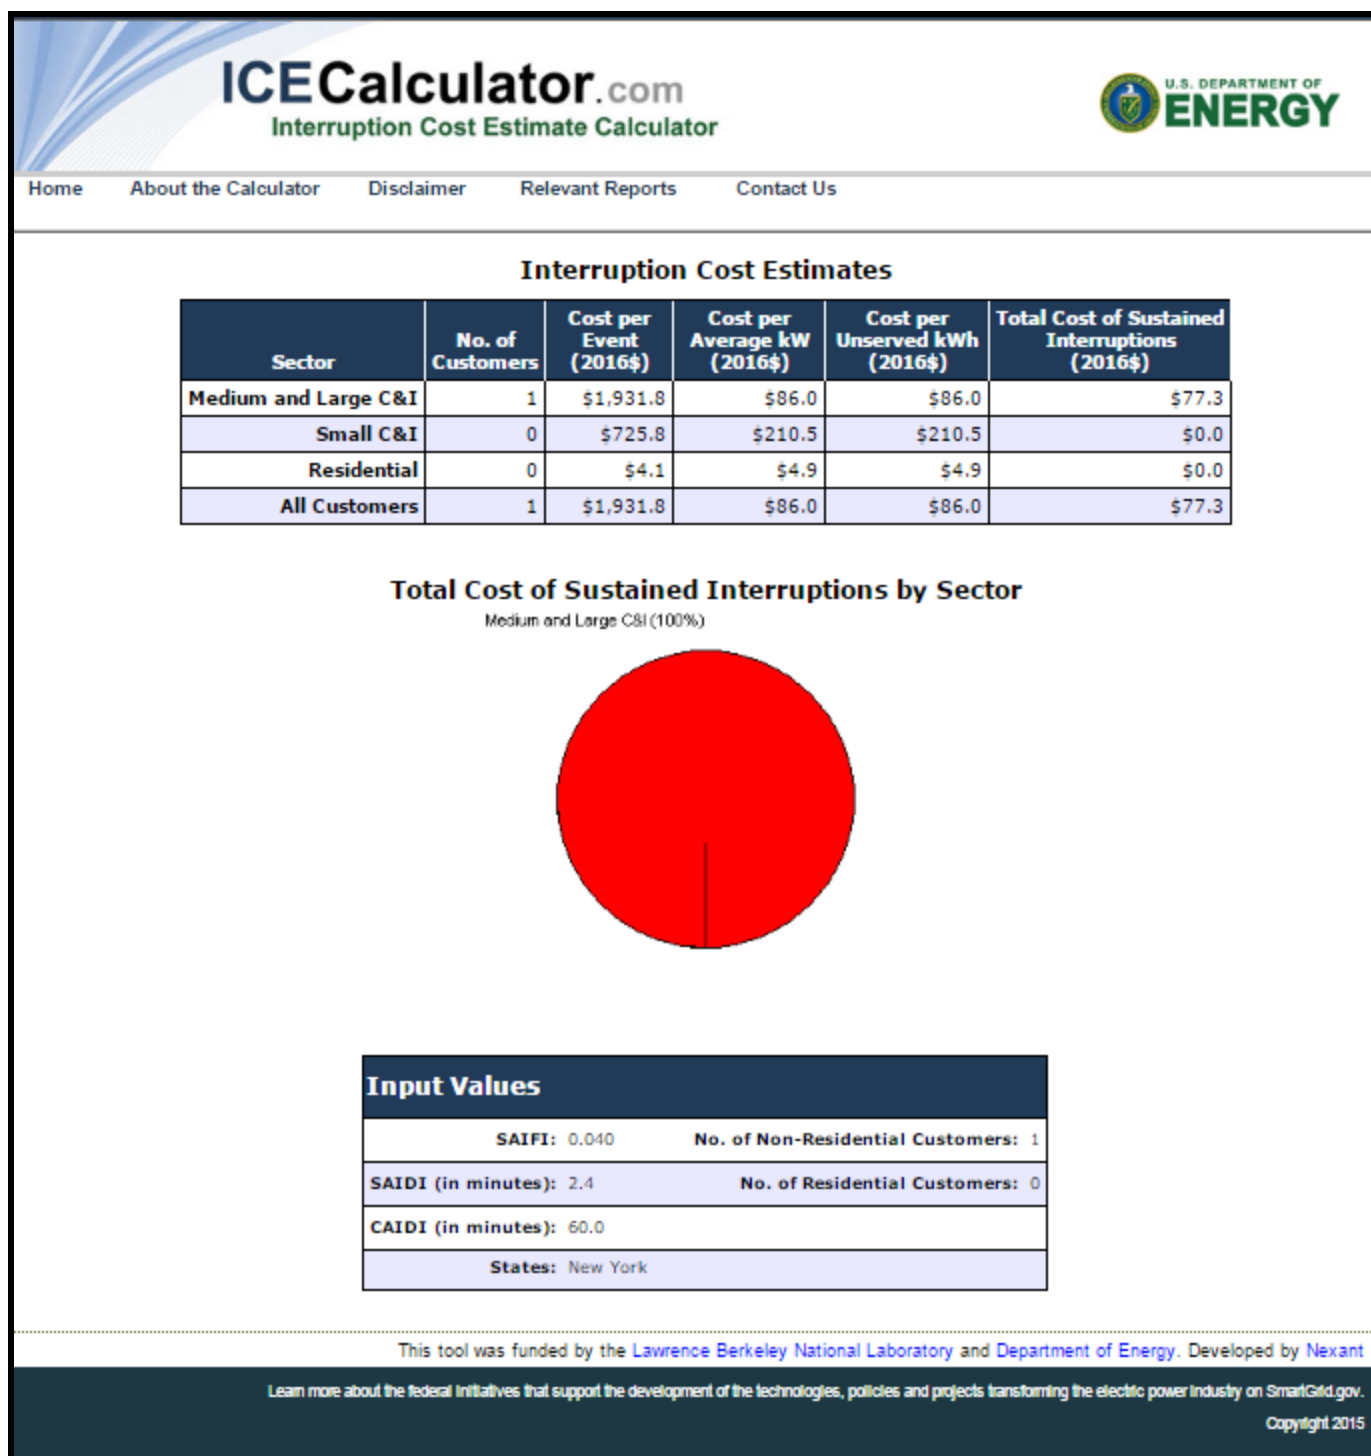 ICECalculator.com
Interruption Cost Estimate Calculator
U.S. DEPARTMENT OF
ENERGY
Home About the Calculator Disclaimer Relevant Reports Contact Us
Interruption Cost Estimates
Sector No. of Customers Cost per Event (2016$) Cost per Average kW (2016$) Cost per Unserved kWh (2016$) Total Cost of Sustained Interruptions (2016$)
Medium and Large C&I 1 $1,931.8 $86.0 $86.0 $77.3
Small C&I 0 $725.8 $210.5 $210.5 $0.0
Residential 0 $4.1 $4.9 $4.9 $0.0
All Customers 1 $1,931.8 $86.0 $86.0 $77.3
Total Cost of Sustained Interruptions by Sector
Medium and Large C&I (100%)
Input Values
SAIFI: 0.040 No. of Non-Residential Customers: 1
SAIDI (in minutes): 2.4 No. of Residential Customers: 0
CAIDI (in minutes): 60.0
States: New York
This tool was funded by the Lawrence Berkeley National Laboratory and Department of Energy. Developed by Nexant
Learn more about the federal initiatives that support the development of the technologies, policies and projects transforming the electric power industry on SmartGrid.gov.
Copyright 2015